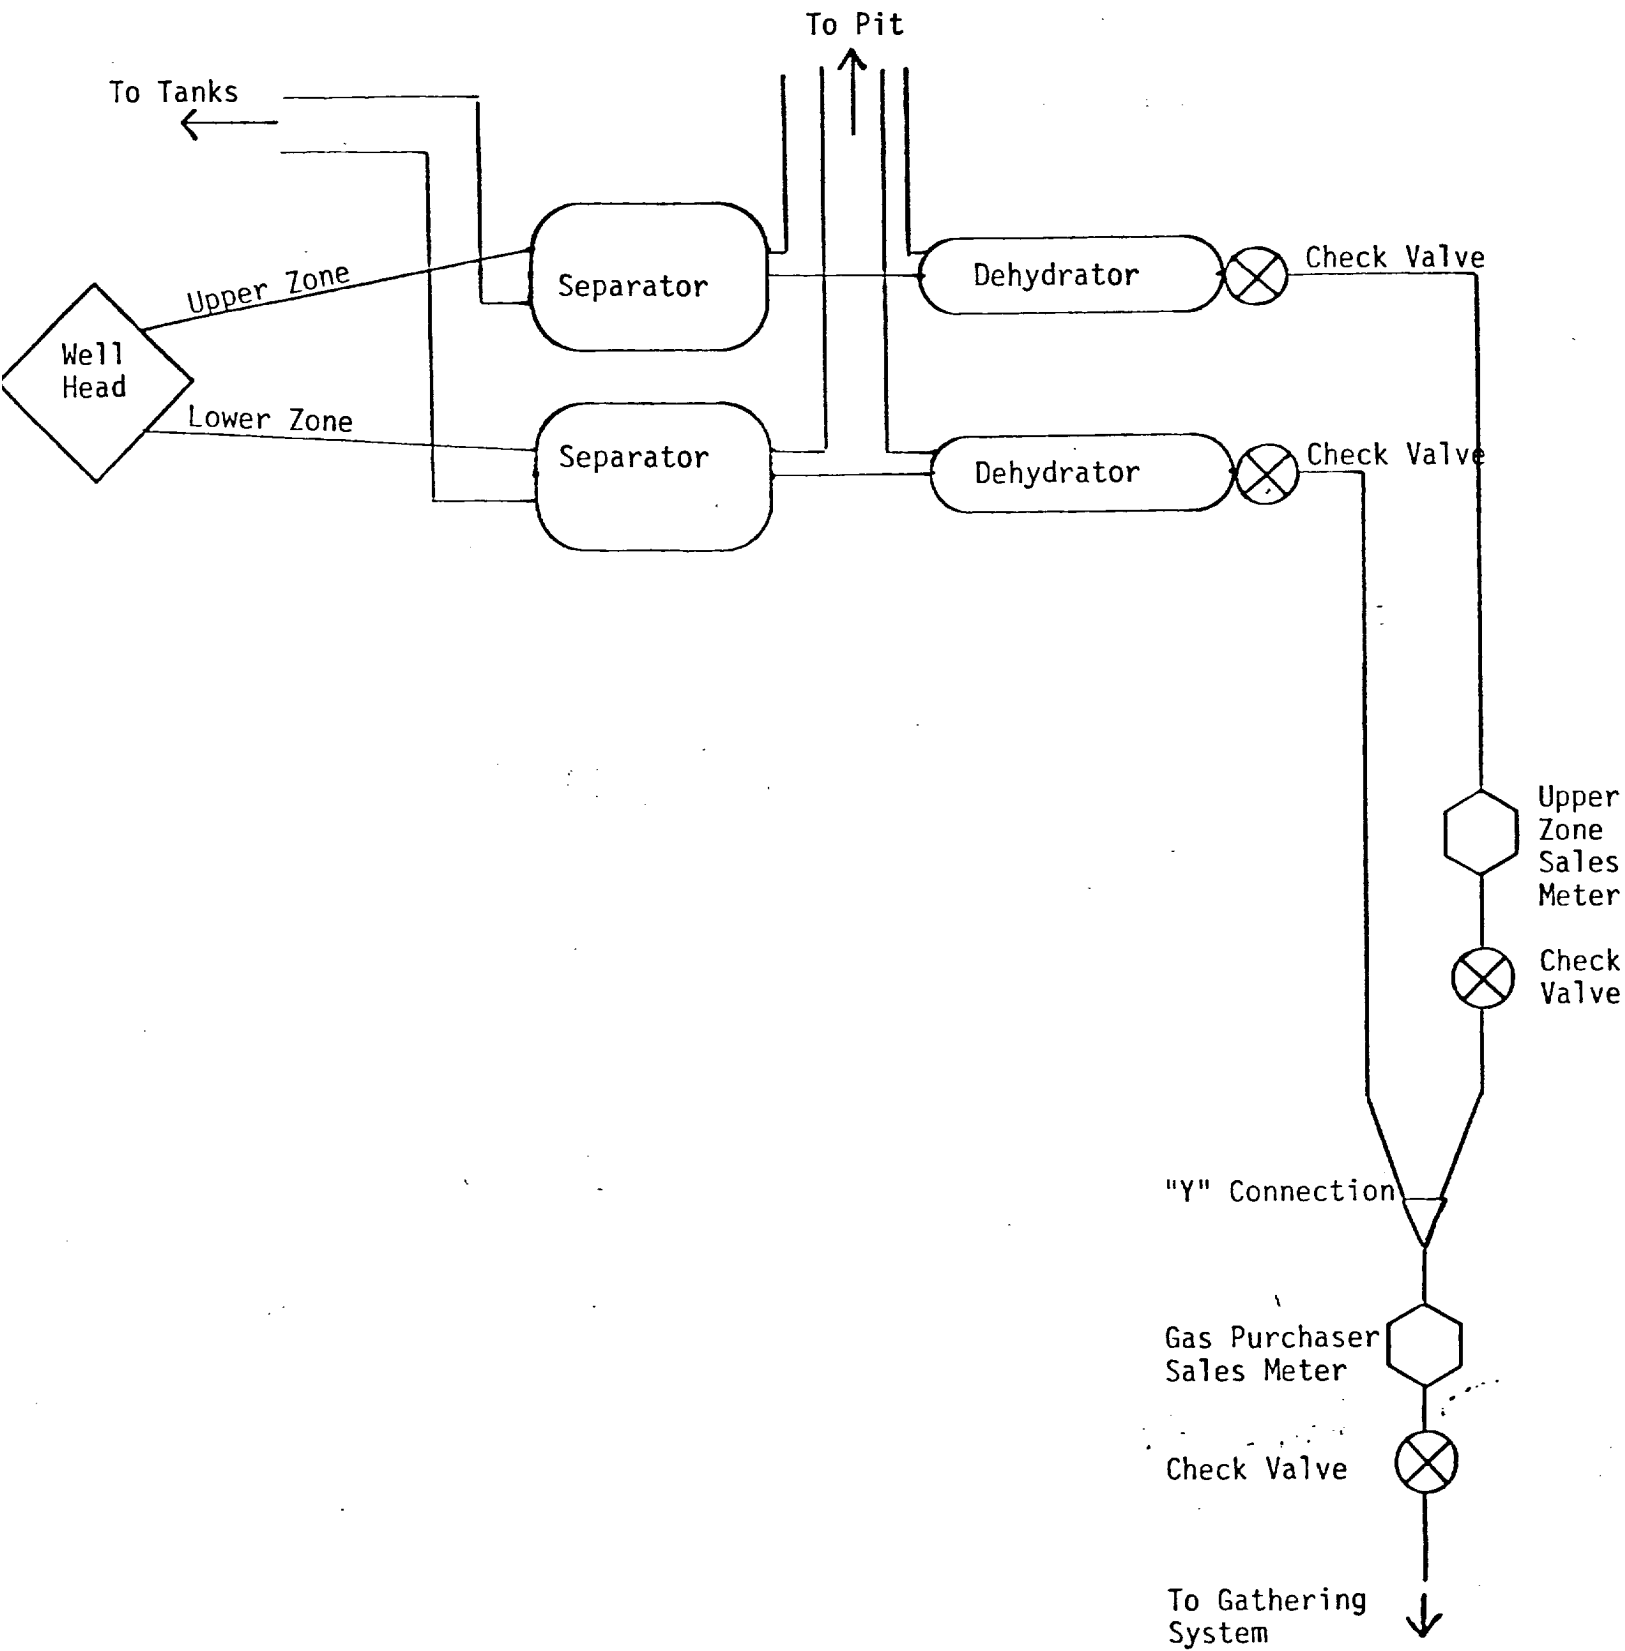 To Pit
To Tanks
Separator
Dehydrator
Check Valve
Upper Zone
Well
Head
Lower Zone
Separator
Dehydrator
Check Valve
Upper
Zone
Sales
Meter
Check
Valve
"Y" Connection
Gas Purchaser
Sales Meter
Check Valve
To Gathering
System